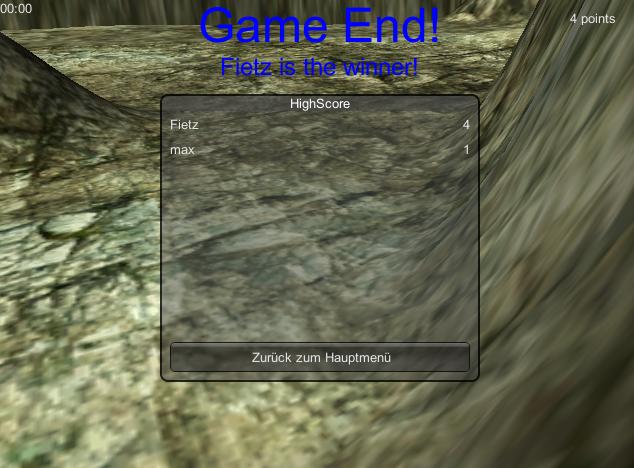 00:00
4 points
Game End!
Fietz is the winner!
HighScore
Fietz 4
max 1
Zurück zum Hauptmenü